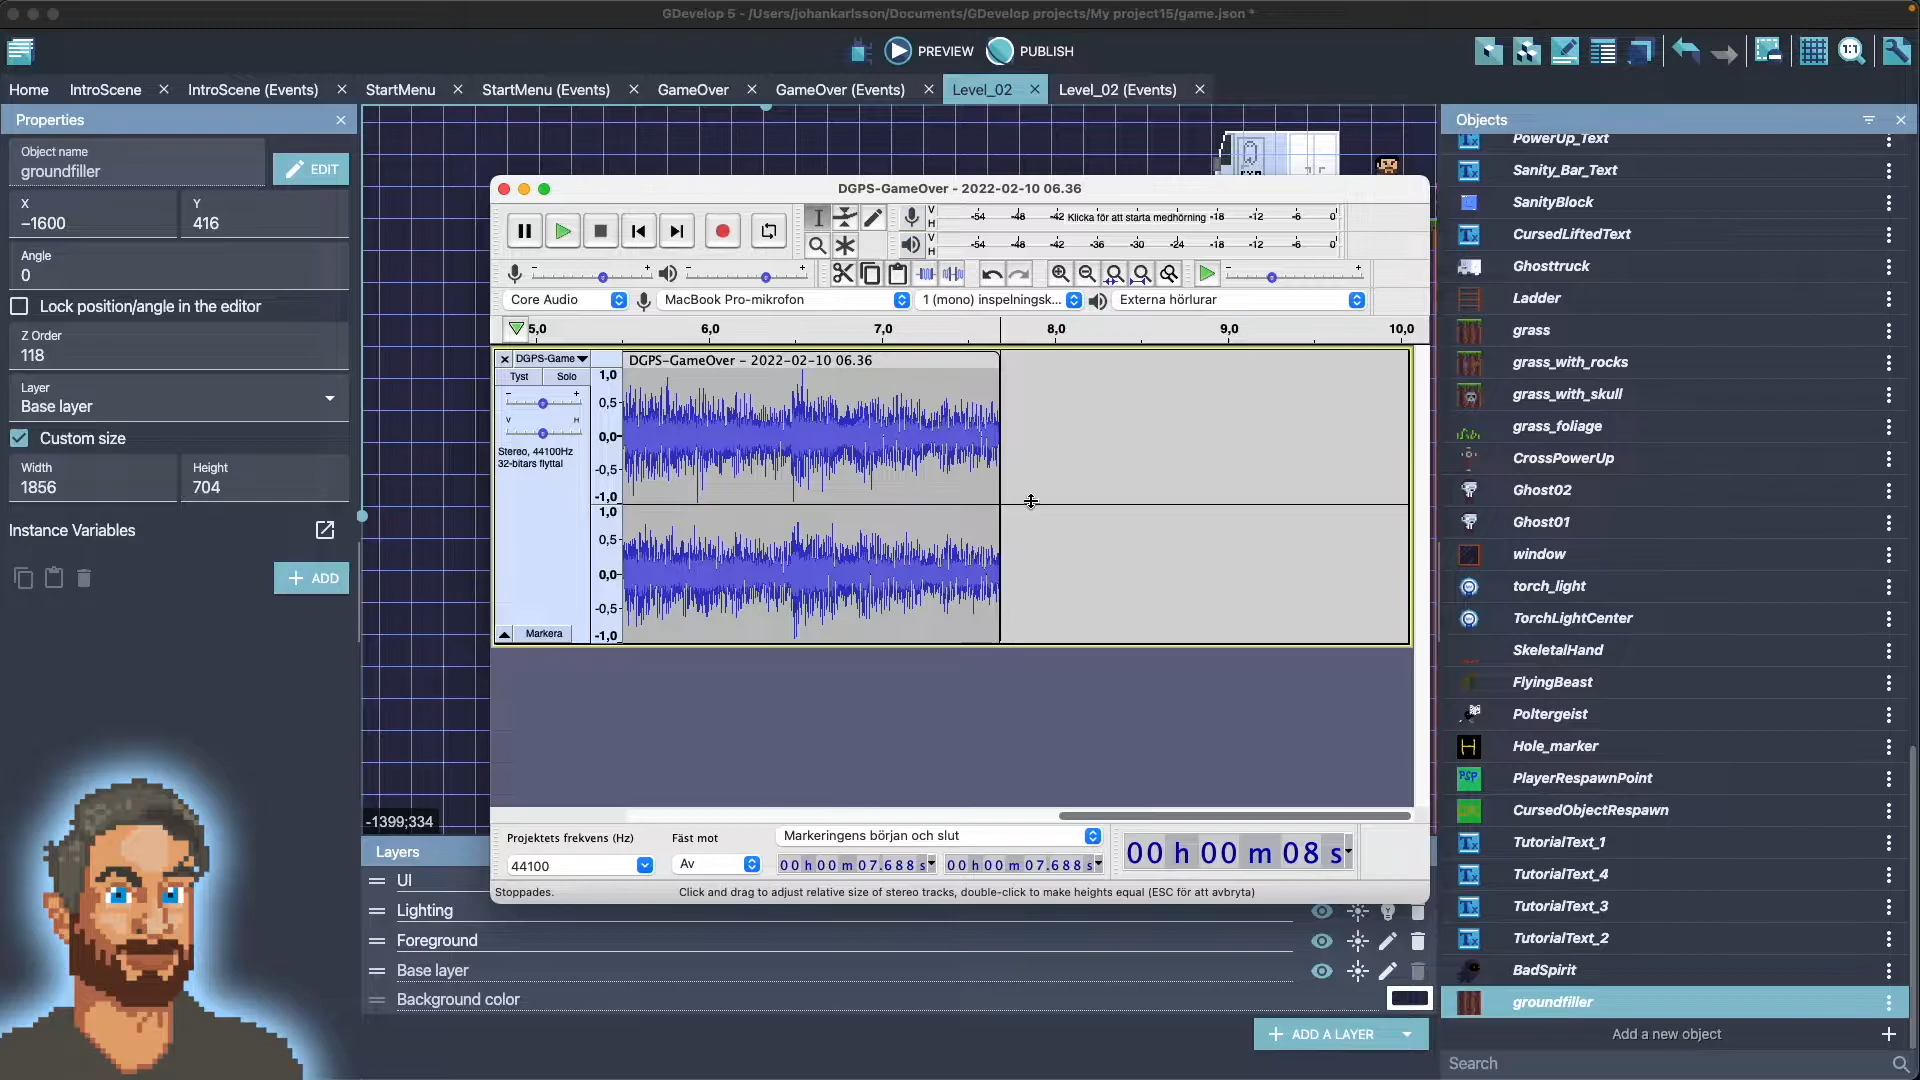 GDevelop 5 - /Users/johankarlsson/Documents/GDevelop projects/My project15/game.json *
PREVIEW
PUBLISH
1:1
Home
IntroScene
IntroScene (Events)
StartMenu
StartMenu (Events)
GameOver
GameOver (Events)
Level_02
Level_02 (Events)
Properties
Object name
groundfiller
EDIT
X
-1600
Y
416
Angle
0
Lock position/angle in the editor
Z Order
118
Layer
Base layer
Custom size
Width
1856
Height
704
Instance Variables
ADD
DGPS-GameOver - 2022-02-10 06.36
V
H
-54 -48 -42 Klicka för att starta medhörning -18 -12 -6 0
V
H
-54 -48 -42 -36 -30 -24 -18 -12 -6 0
- + - +
- +
Core Audio
MacBook Pro-mikrofon
1 (mono) inspelningsk...
Externa hörlurar
5,0 6,0 7,0 8,0 9,0 10,0
DGPS-Game
DGPS-GameOver - 2022-02-10 06.36
Tyst Solo
- +
V H
Stereo, 44100Hz
32-bitars flyttal
Markera
1,0
0,5
0,0
-0,5
-1,0
1,0
0,5
0,0
-0,5
-1,0
Projektets frekvens (Hz)
44100
Fäst mot
Av
Markeringens början och slut
00 h 00 m 07.688 s
00 h 00 m 07.688 s
00 h 00 m 08 s
Stoppades.
Click and drag to adjust relative size of stereo tracks, double-click to make heights equal (ESC för att avbryta)
-1399;334
Layers
UI
Lighting
Foreground
Base layer
Background color
ADD A LAYER
Objects
PowerUp_Text
Sanity_Bar_Text
SanityBlock
CursedLiftedText
Ghosttruck
Ladder
grass
grass_with_rocks
grass_with_skull
grass_foliage
CrossPowerUp
Ghost02
Ghost01
window
torch_light
TorchLightCenter
SkeletalHand
FlyingBeast
Poltergeist
H
Hole_marker
PSP
PlayerRespawnPoint
CursedObjectRespawn
TutorialText_1
TutorialText_4
TutorialText_3
TutorialText_2
BadSpirit
groundfiller
Add a new object
Search